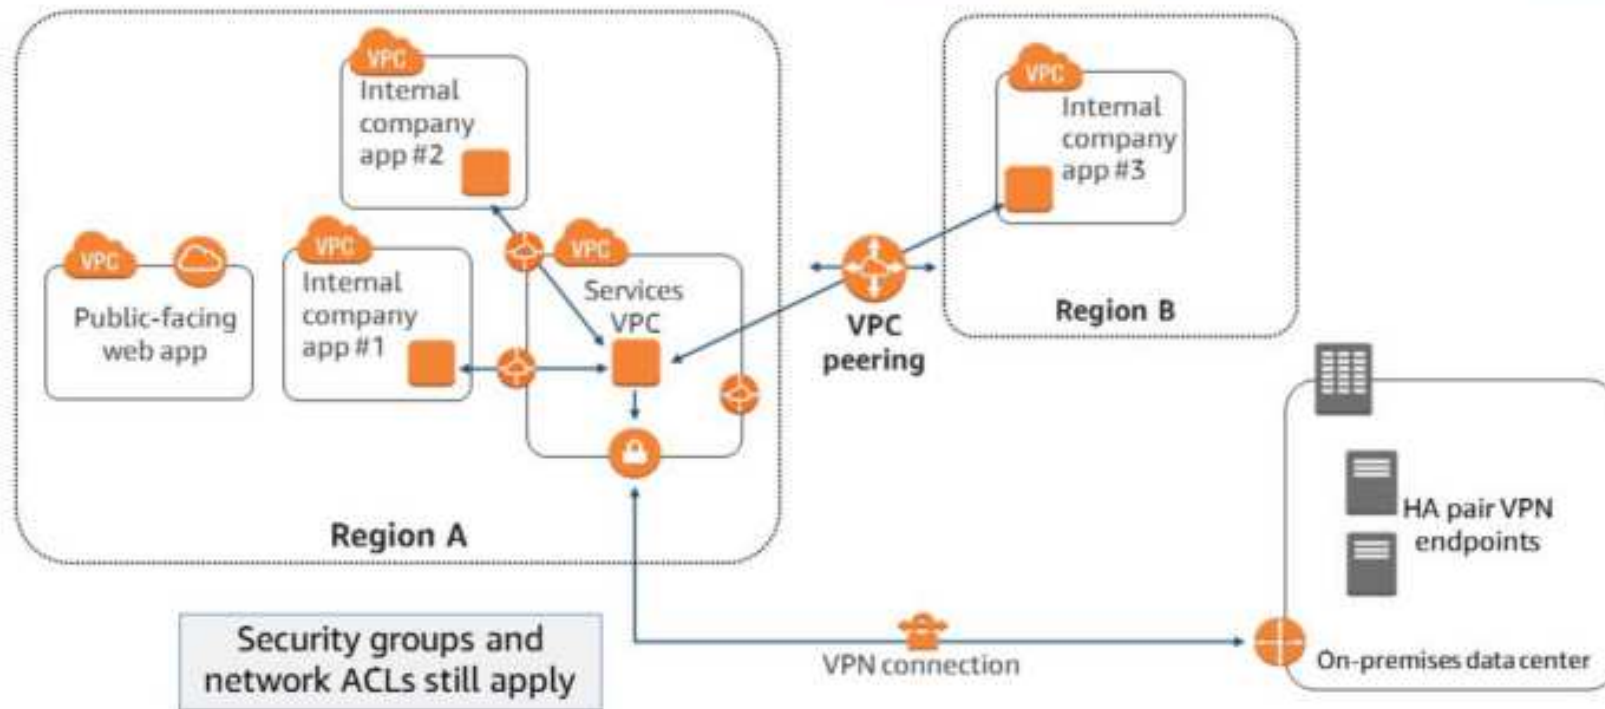 VPC
Internal
company
app #2
VPC
Public-facing
web app
VPC
Internal
company
app #1
VPC
Services
VPC
Region A
VPC
peering
VPC
Internal
company
app #3
Region B
HA pair VPN
endpoints
On-premises data center
VPN connection
Security groups and
network ACLs still apply